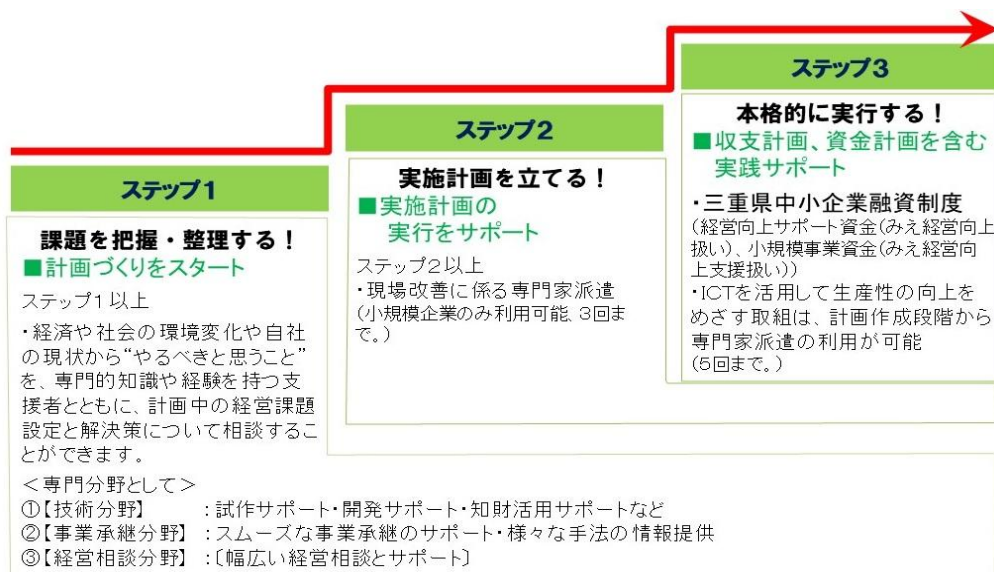 ステップ1
課題を把握・整理する！
■計画づくりをスタート
ステップ1以上
・経済や社会の環境変化や自社
の現状から“やるべきと思うこと”
を、専門的知識や経験を持つ支
援者とともに、計画中の経営課題
設定と解決策について相談するこ
とができます。
＜専門分野として＞
①【技術分野】　　：試作サポート・開発サポート・知財活用サポートなど
②【事業承継分野】：スムーズな事業承継のサポート・様々な手法の情報提供
③【経営相談分野】：〔幅広い経営相談とサポート〕
ステップ2
実施計画を立てる！
■実施計画の
実行をサポート
ステップ2以上
・現場改善に係る専門家派遣
(小規模企業のみ利用可能、3回ま
で。)
ステップ3
本格的に実行する！
■収支計画、資金計画を含む
実践サポート
・三重県中小企業融資制度
(経営向上サポート資金(みえ経営向上
扱い)、小規模事業資金(みえ経営向
上支援扱い))
・ICTを活用して生産性の向上を
めざす取組は、計画作成段階から
専門家派遣の利用が可能
(5回まで。)